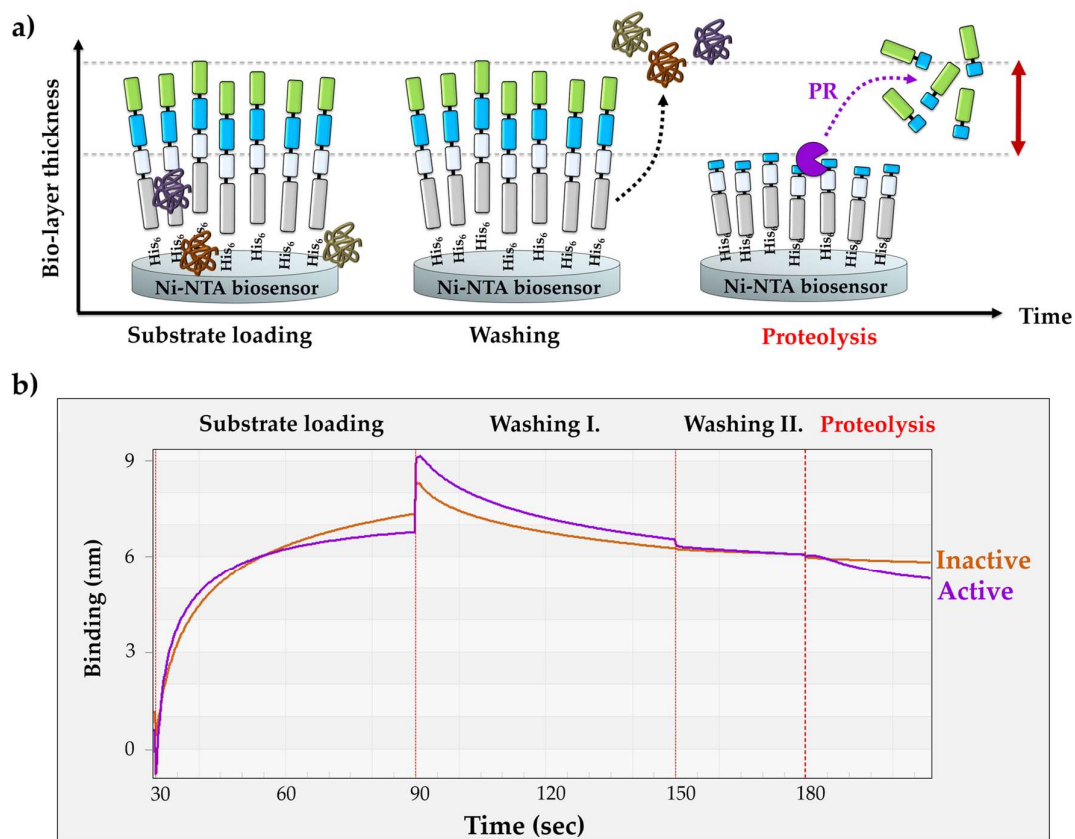 a)
Bio-layer thickness
PR
His6 His6 His6 His6 His6 His6 His6
His6 His6 His6 His6 His6 His6 His6
His6 His6 His6 His6 His6 His6 His6
Ni-NTA biosensor Ni-NTA biosensor Ni-NTA biosensor
Time
Substrate loading Washing Proteolysis
b)
Substrate loading Washing I. Washing II. Proteolysis
Binding (nm)
9
6
3
0
Inactive
Active
30 60 90 120 150 180
Time (sec)